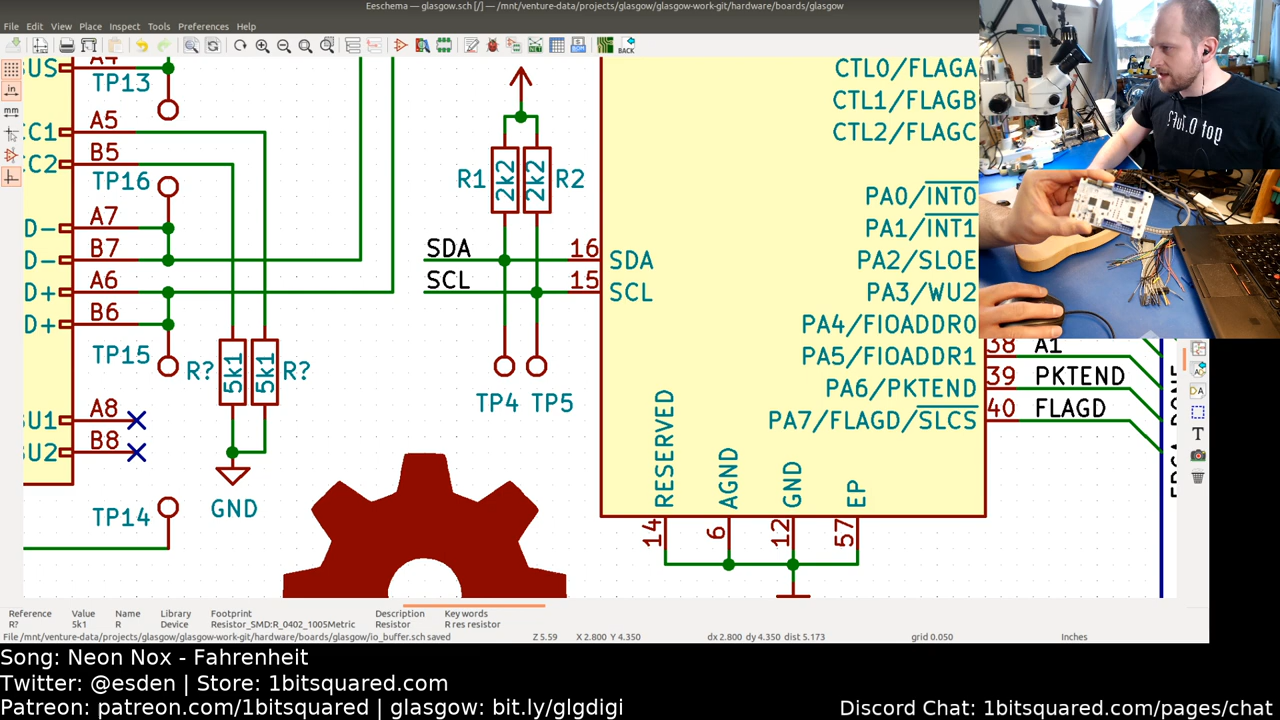 Eeschema — glasgow.sch [/] — /mnt/venture-data/projects/glasgow/glasgow-work-git/hardware/boards/glasgow
File Edit View Place Inspect Tools Preferences Help
BACK
in
mm
A4
TP13
A5
CC1
B5
CC2
TP16
A7
D-
B7
D-
A6
D+
B6
D+
TP15
R?
5k1
5k1
R?
A8
U1
B8
U2
GND
TP14
R1
2k2
2k2
R2
SDA
16
SDA
SCL
15
SCL
TP4 TP5
CTL0/FLAGA
CTL1/FLAGB
CTL2/FLAGC
PA0/INT0
PA1/INT1
PA2/SLOE
PA3/WU2
PA4/FIOADDR0
PA5/FIOADDR1
PA6/PKTEND
PA7/FLAGD/SLCS
38 A1
39 PKTEND
40 FLAGD
RESERVED
AGND
GND
EP
14
6
12
57
Reference Value Name Library Footprint Description Key words
R? 5k1 R Device Resistor_SMD:R_0402_1005Metric Resistor R res resistor
File /mnt/venture-data/projects/glasgow/glasgow-work-git/hardware/boards/glasgow/io_buffer.sch saved Z 5.59 X 2.800 Y 4.350 dx 2.800 dy 4.350 dist 5.173 grid 0.050 Inches
Song: Neon Nox - Fahrenheit
Twitter: @esden | Store: 1bitsquared.com
Patreon: patreon.com/1bitsquared | glasgow: bit.ly/glgdigi
Discord Chat: 1bitsquared.com/pages/chat